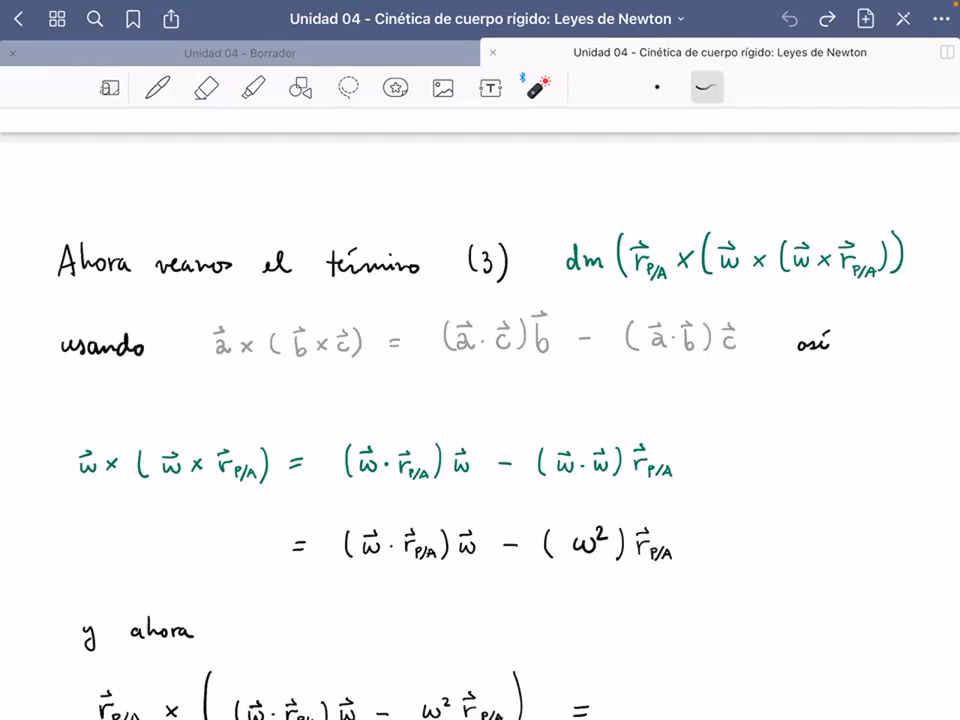 Unidad 04 - Cinética de cuerpo rígido: Leyes de Newton
Unidad 04 - Borrador
Unidad 04 - Cinética de cuerpo rígido: Leyes de Newton
Ahora veamos el término (3) dm (r⃗_{P/A} × (ω⃗ × (ω⃗ × r⃗_{P/A}))
usando a⃗ × (b⃗ × c⃗) = (a⃗ · c⃗) b⃗ − (a⃗ · b⃗) c⃗ así
ω⃗ × (ω⃗ × r⃗_{P/A}) = (ω⃗ · r⃗_{P/A}) ω⃗ − (ω⃗ · ω⃗) r⃗_{P/A}
= (ω⃗ · r⃗_{P/A}) ω⃗ − (ω²) r⃗_{P/A}
y ahora
r⃗_{P/A} × ((ω⃗ · r⃗_{P/A}) ω⃗ − ω² r⃗_{P/A}) =